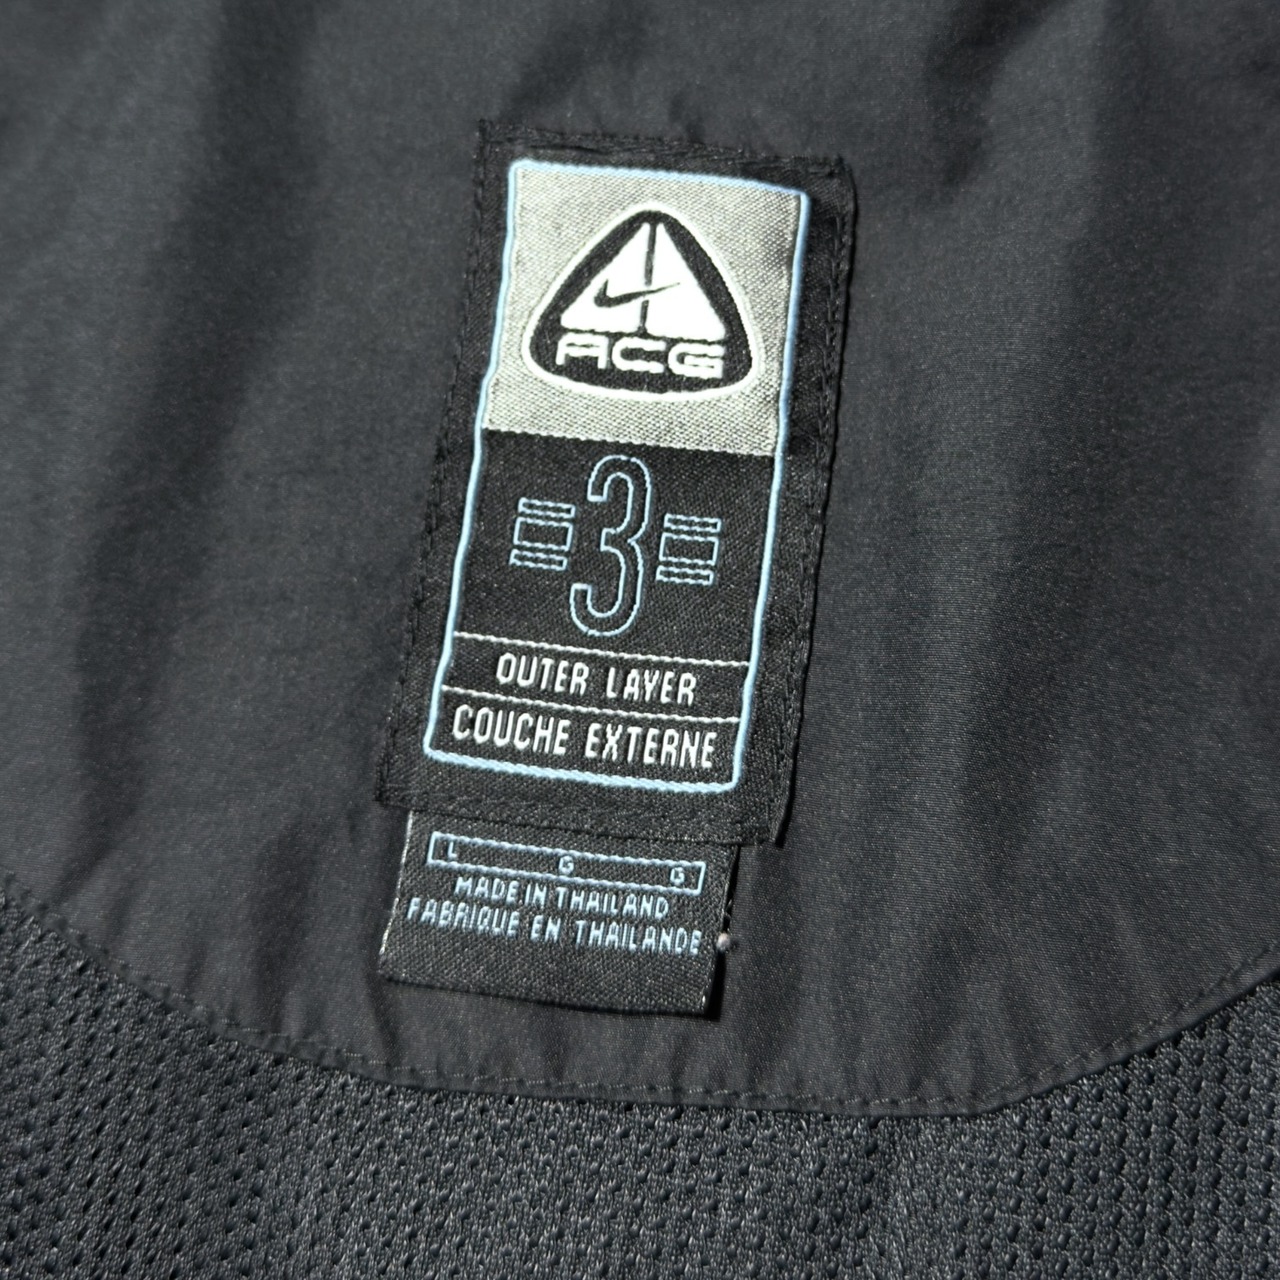 ACG
3
OUTER LAYER
COUCHE EXTERNE
L G G
MADE IN THAILAND
FABRIQUE EN THAILANDE